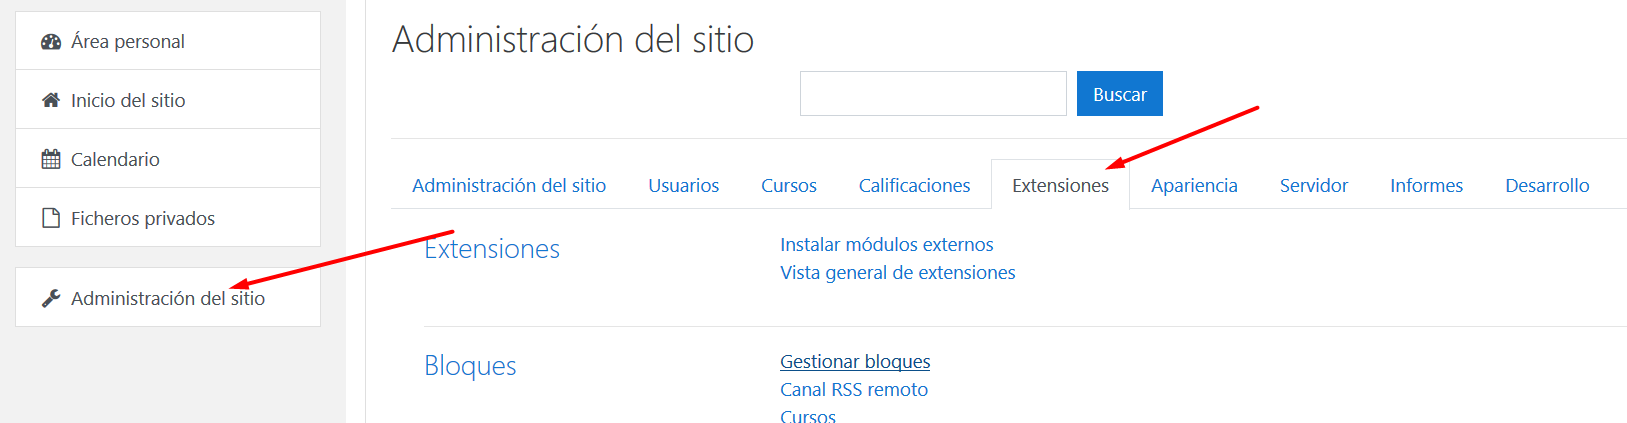 Área personal
Inicio del sitio
Calendario
Ficheros privados
Administración del sitio
Administración del sitio
Buscar
Administración del sitio Usuarios Cursos Calificaciones Extensiones Apariencia Servidor Informes Desarrollo
Extensiones
Instalar módulos externos
Vista general de extensiones
Bloques
Gestionar bloques
Canal RSS remoto
Cursos